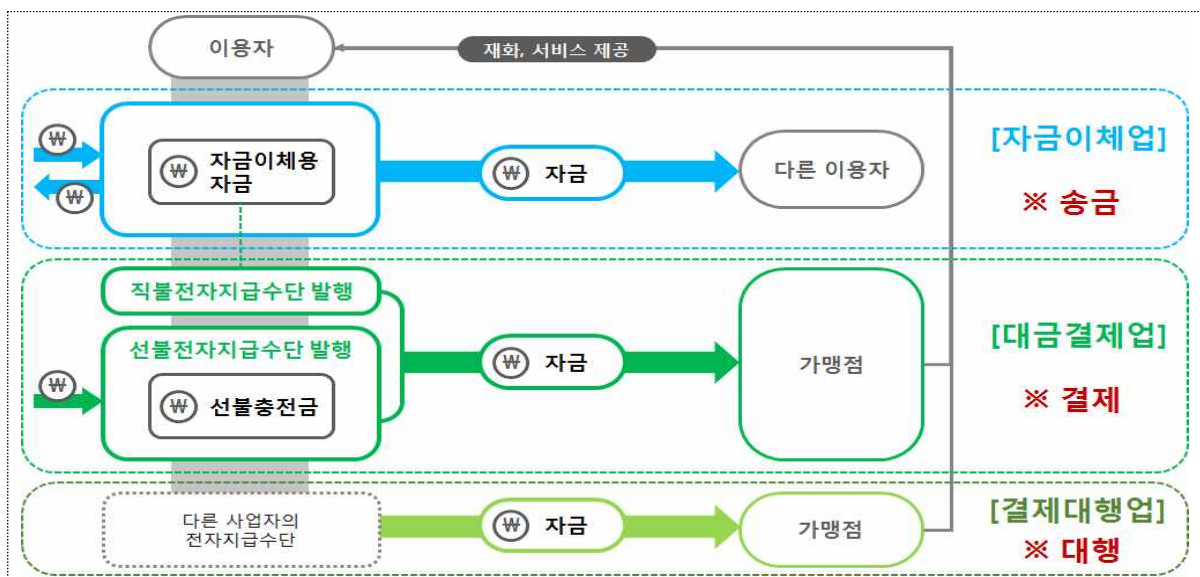 이용자
재화, 서비스 제공
[자금이체업]
※ 송금
₩
₩
₩ 자금이체용
자금
₩ 자금
다른 이용자
직불전자지급수단 발행
선불전자지급수단 발행
₩
₩ 선불충전금
₩ 자금
가맹점
[대금결제업]
※ 결제
다른 사업자의
전자지급수단
₩ 자금
가맹점
[결제대행업]
※ 대행